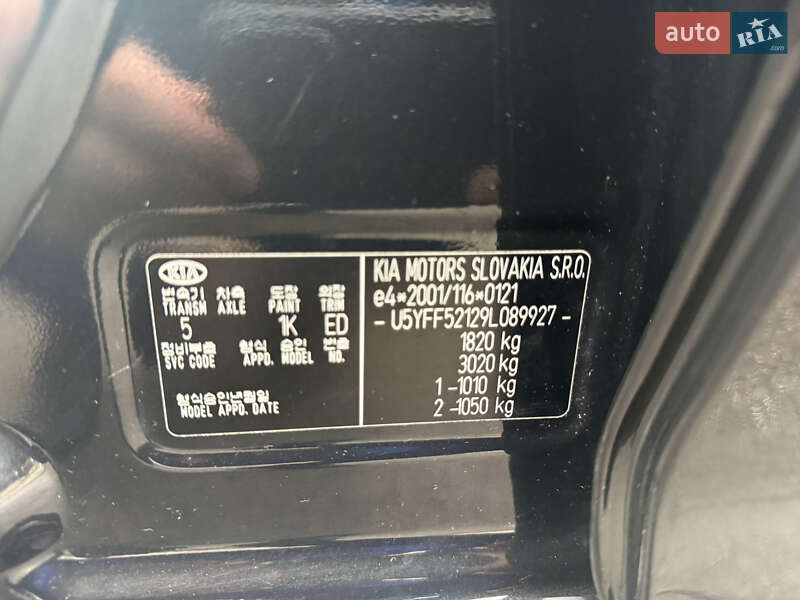 auto RIA.com
KIA
변속기 차축 도장 외장
TRANSM AXLE PAINT TRIM
5 1K ED
정비부품 형식 승인 번호
SVC CODE APPD. MODEL NO.
형식승인년월일
MODEL APPD. DATE
KIA MOTORS SLOVAKIA S.R.O.
e4*2001/116*0121
-U5YFF52129L089927-
1820 kg
3020 kg
1-1010 kg
2-1050 kg